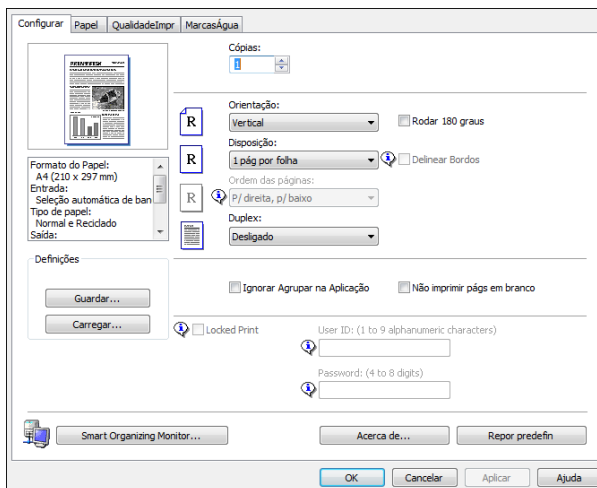 Configurar Papel QualidadeImpr MarcasÁgua
Cópias:
1
Orientação:
R Vertical Rodar 180 graus
Disposição:
R 1 pág por folha Delinear Bordos
Ordem das páginas:
R P/ direita, p/ baixo
Duplex:
Desligado
Formato do Papel:
A4 (210 x 297 mm)
Entrada:
Seleção automática de ban
Tipo de papel:
Normal e Reciclado
Saída:
Definições
Guardar...
Carregar...
Ignorar Agrupar na Aplicação Não imprimir págs em branco
Locked Print User ID: (1 to 9 alphanumeric characters)
Password: (4 to 8 digits)
Smart Organizing Monitor... Acerca de... Repor predefin
OK Cancelar Aplicar Ajuda